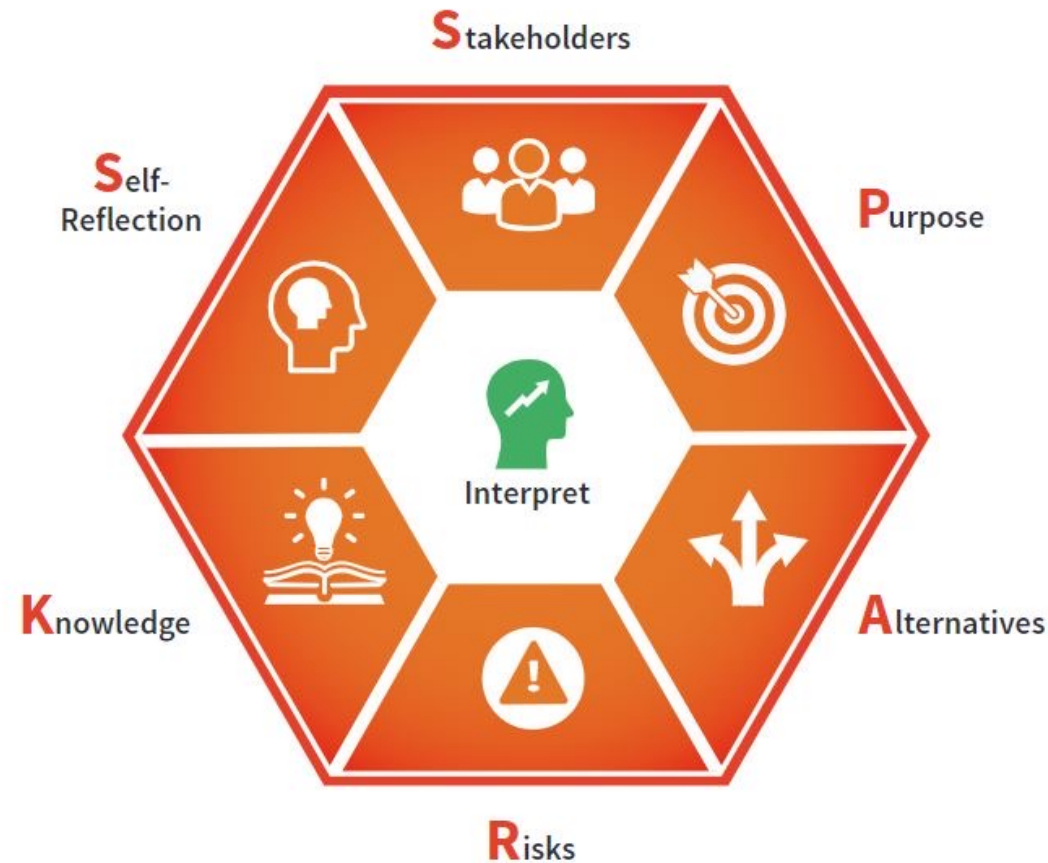 Stakeholders
Purpose
Alternatives
Risks
Knowledge
Self-
Reflection
Interpret